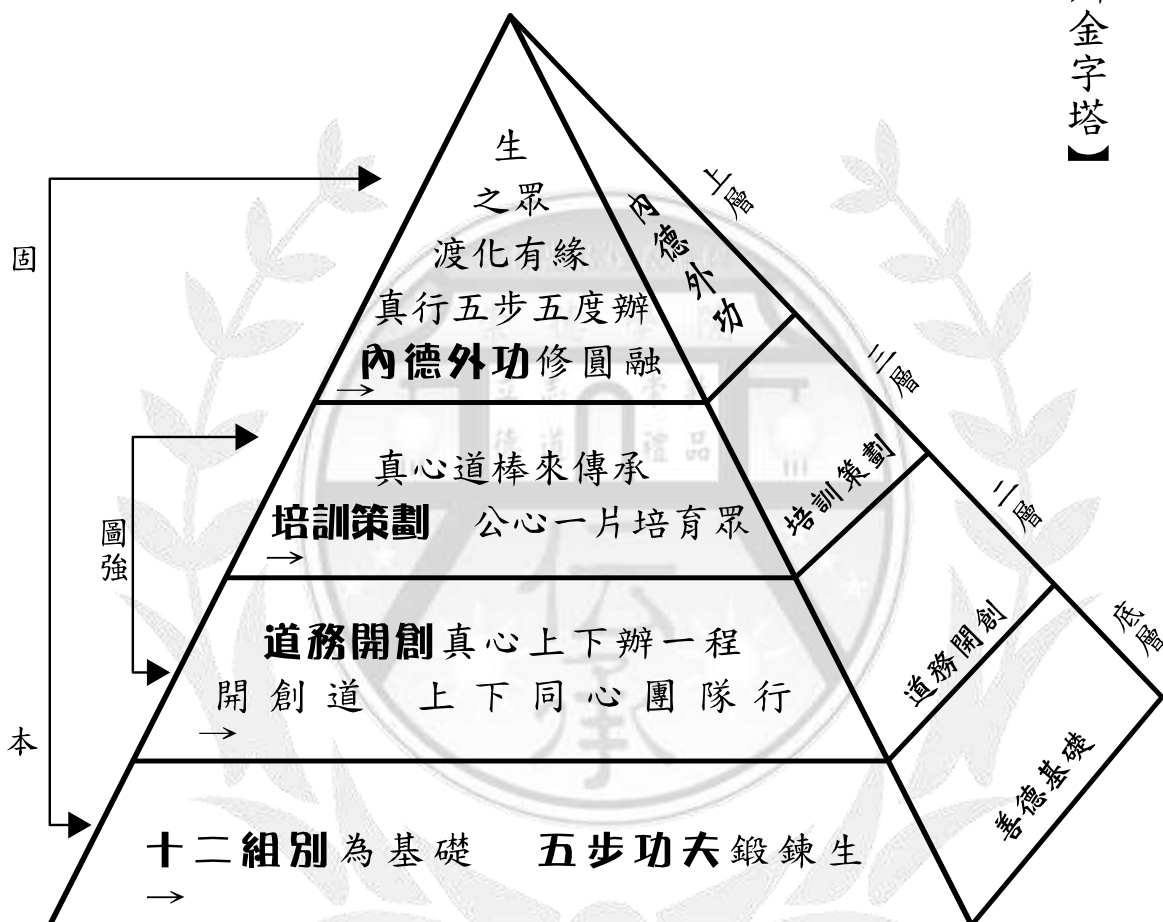 金字塔】
生
之眾
渡化有緣
真行五步五度辦
內德外功修圓融
→
真心道棒來傳承
培訓策劃 公心一片培育眾
→
道務開創真心上下辦一程
開創道 上下同心團隊行
→
十二組別為基礎 五步功夫鍛鍊生
→
固
本
圖強
上層
內德外功
三層
培訓策劃
二層
道務開創
底層
善德基礎